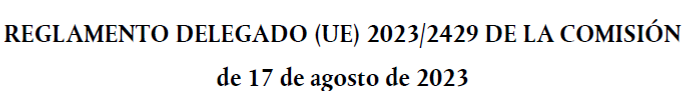 REGLAMENTO DELEGADO (UE) 2023/2429 DE LA COMISIÓN
de 17 de agosto de 2023